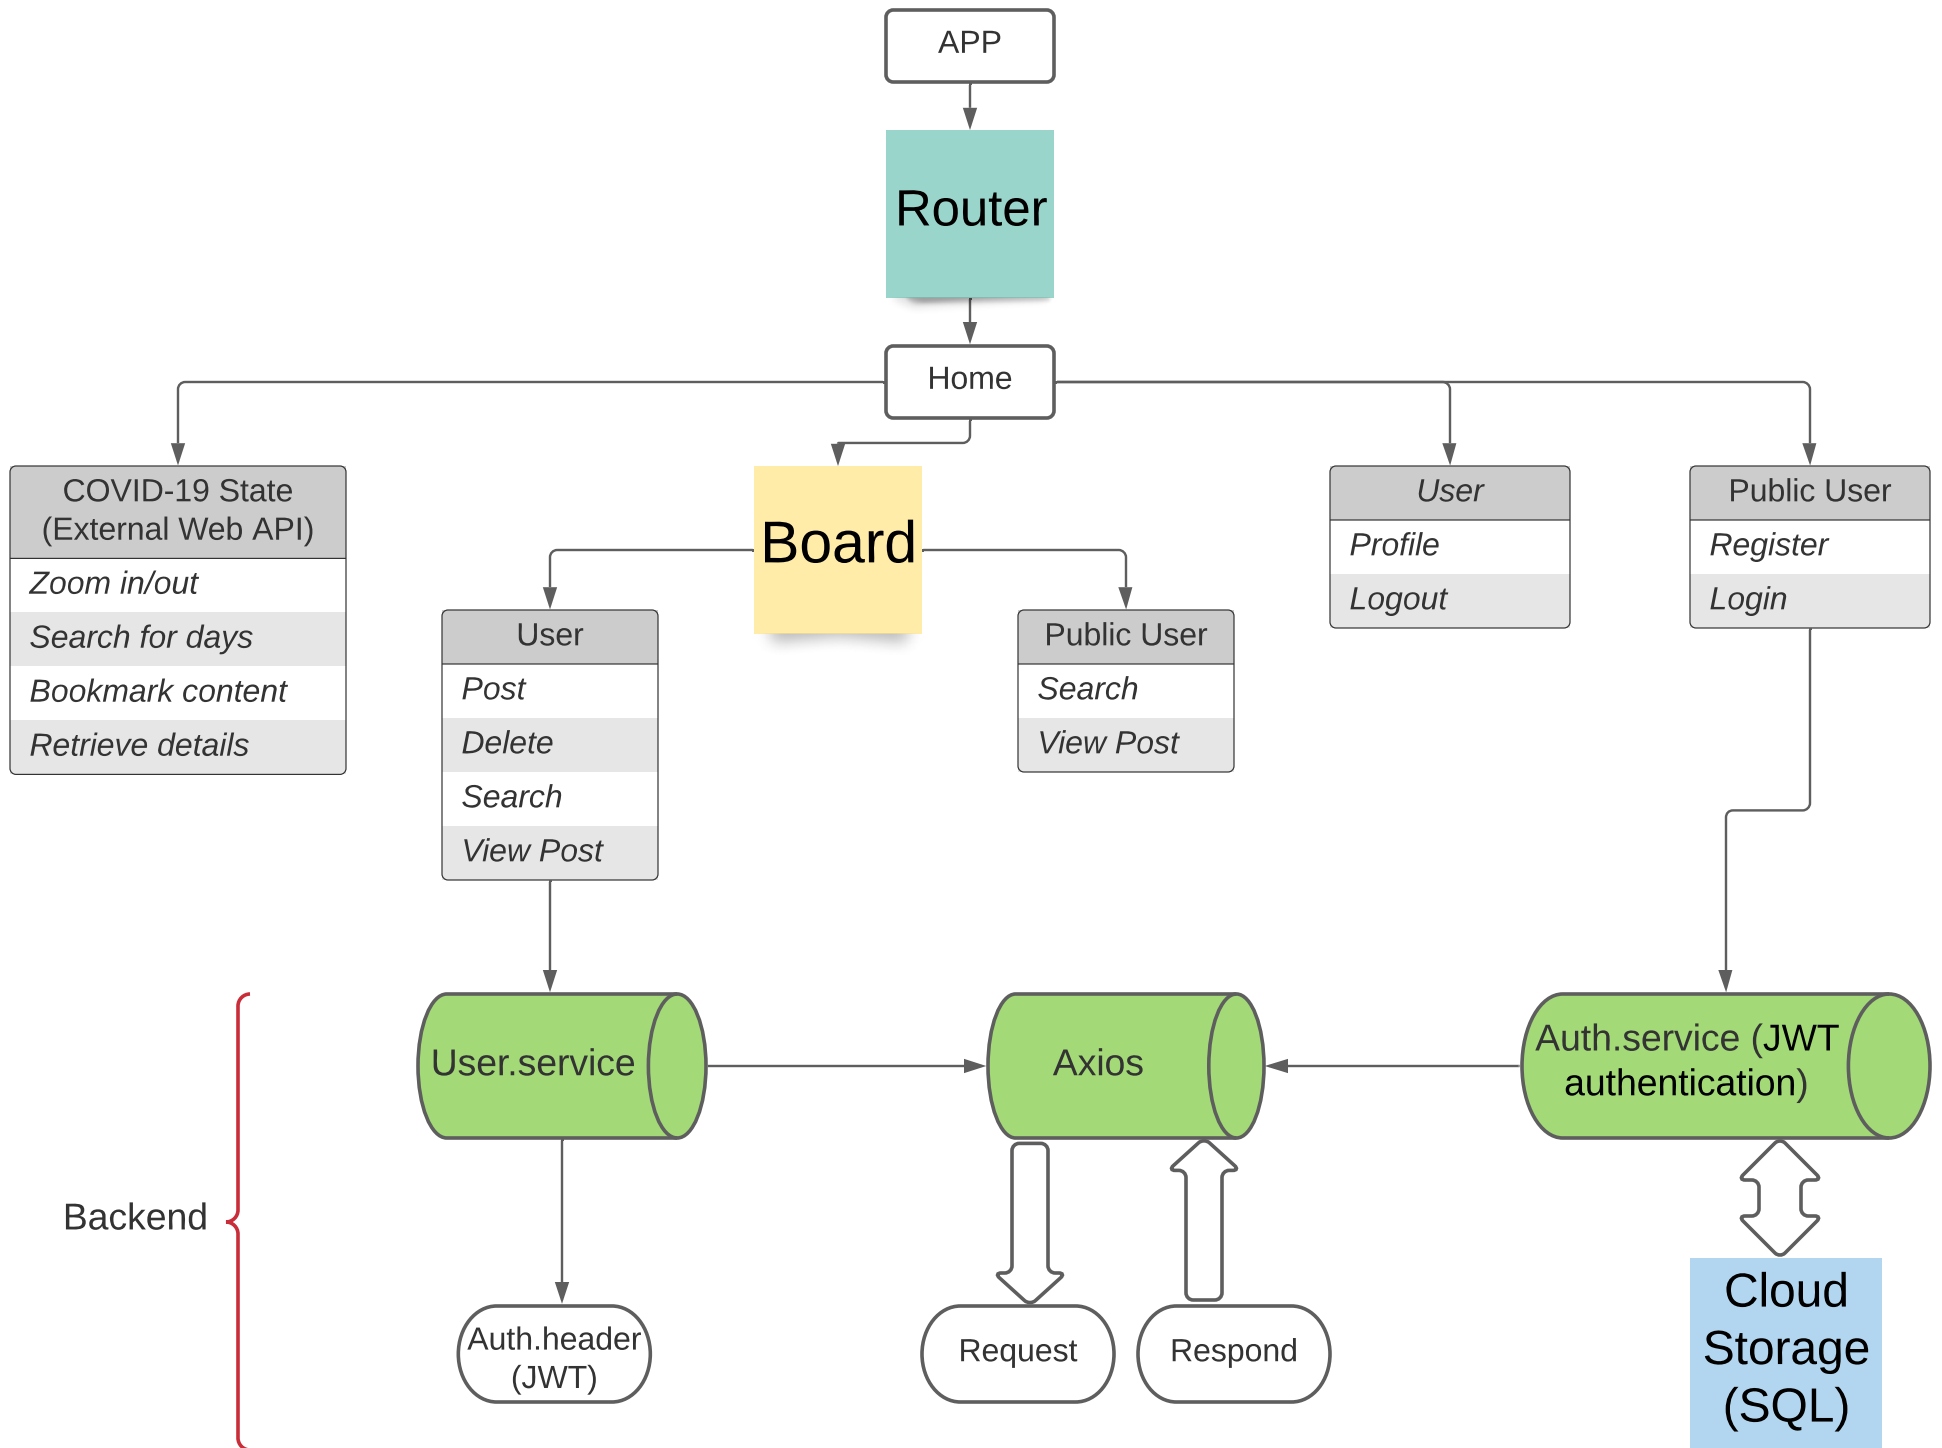 APP
Router
Home
COVID-19 State
(External Web API)
Zoom in/out
Search for days
Bookmark content
Retrieve details
Board
User
Post
Delete
Search
View Post
Public User
Search
View Post
User
Profile
Logout
Public User
Register
Login
Backend
User.service
Axios
Auth.service (JWT
authentication)
Auth.header
(JWT)
Request
Respond
Cloud
Storage
(SQL)